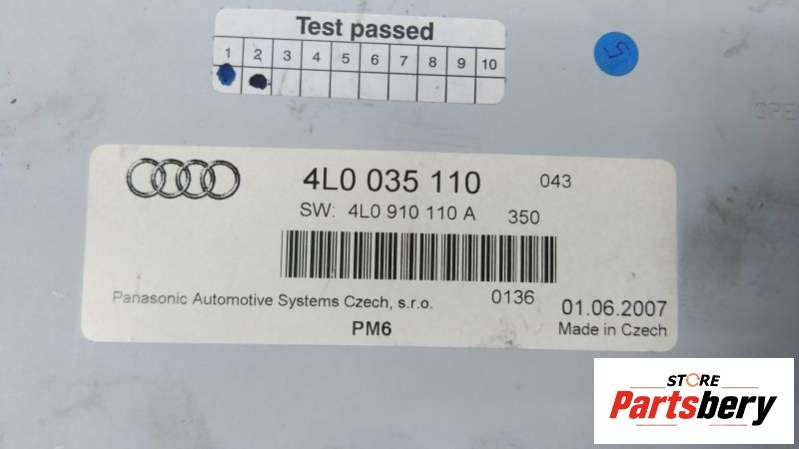 Test passed
1 2 3 4 5 6 7 8 9 10
5
4L0 035 110 043
SW: 4L0 910 110 A 350
Panasonic Automotive Systems Czech, s.r.o. 0136 01.06.2007
PM6 Made in Czech
STORE
Partsbery